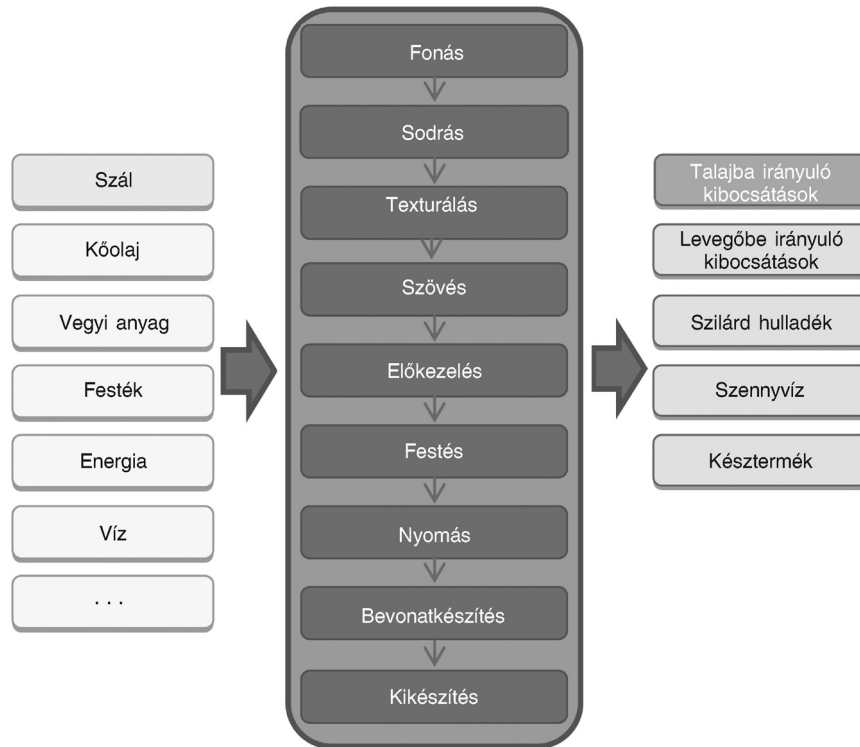 Szál
Kőolaj
Vegyi anyag
Festék
Energia
Víz
. . .
Fonás
Sodrás
Texturálás
Szövés
Előkezelés
Festés
Nyomás
Bevonatkészítés
Kikészítés
Talajba irányuló
kibocsátások
Levegőbe irányuló
kibocsátások
Szilárd hulladék
Szennyvíz
Késztermék